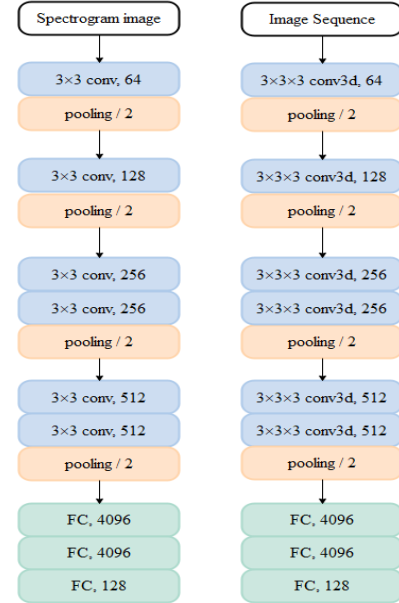 Spectrogram image
3×3 conv, 64
pooling / 2
3×3 conv, 128
pooling / 2
3×3 conv, 256
3×3 conv, 256
pooling / 2
3×3 conv, 512
3×3 conv, 512
pooling / 2
FC, 4096
FC, 4096
FC, 128
Image Sequence
3×3×3 conv3d, 64
pooling / 2
3×3×3 conv3d, 128
pooling / 2
3×3×3 conv3d, 256
3×3×3 conv3d, 256
pooling / 2
3×3×3 conv3d, 512
3×3×3 conv3d, 512
pooling / 2
FC, 4096
FC, 4096
FC, 128